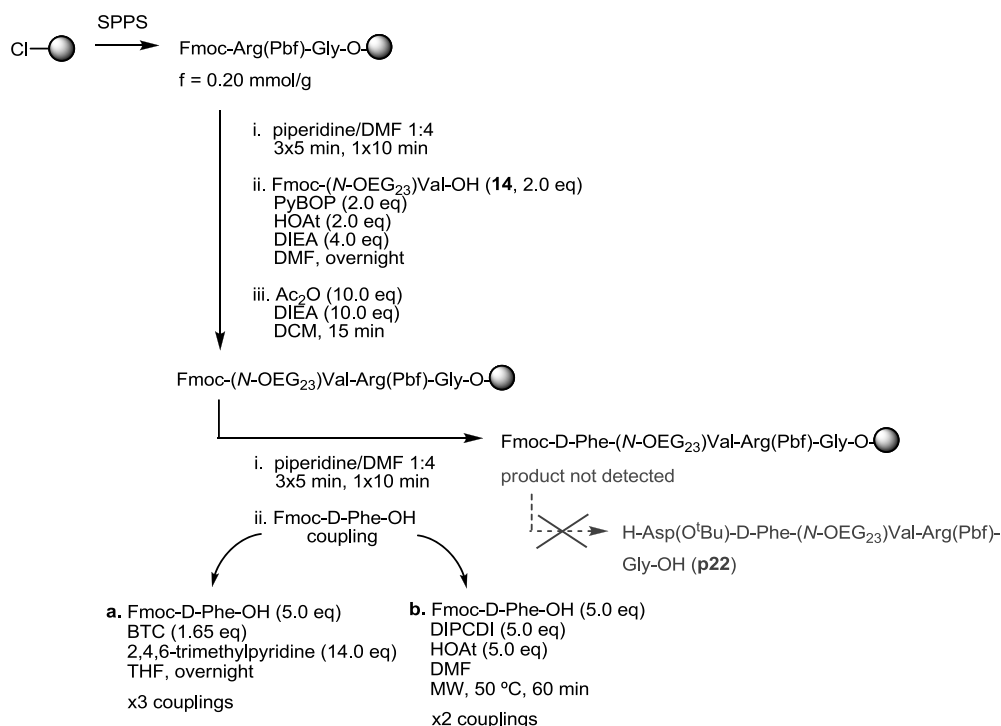 SPPS
Cl
Fmoc-Arg(Pbf)-Gly-O
f = 0.20 mmol/g
i. piperidine/DMF 1:4
3x5 min, 1x10 min
ii. Fmoc-(N-OEG₂₃)Val-OH (14, 2.0 eq)
PyBOP (2.0 eq)
HOAt (2.0 eq)
DIEA (4.0 eq)
DMF, overnight
iii. Ac₂O (10.0 eq)
DIEA (10.0 eq)
DCM, 15 min
Fmoc-(N-OEG₂₃)Val-Arg(Pbf)-Gly-O
Fmoc-D-Phe-(N-OEG₂₃)Val-Arg(Pbf)-Gly-O
i. piperidine/DMF 1:4
3x5 min, 1x10 min
product not detected
ii. Fmoc-D-Phe-OH
coupling
H-Asp(OᵗBu)-D-Phe-(N-OEG₂₃)Val-Arg(Pbf)-
Gly-OH (p22)
a. Fmoc-D-Phe-OH (5.0 eq)
BTC (1.65 eq)
2,4,6-trimethylpyridine (14.0 eq)
THF, overnight
x3 couplings
b. Fmoc-D-Phe-OH (5.0 eq)
DIPCDI (5.0 eq)
HOAt (5.0 eq)
DMF
MW, 50 ºC, 60 min
x2 couplings